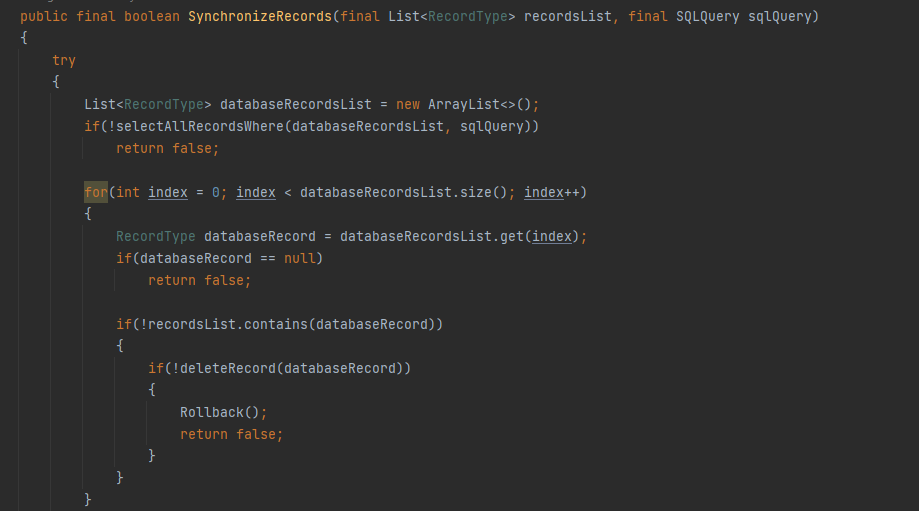 public final boolean SynchronizeRecords(final List<RecordType> recordsList, final SQLQuery sqlQuery)
{
    try
    {
        List<RecordType> databaseRecordsList = new ArrayList<>();
        if(!selectAllRecordsWhere(databaseRecordsList, sqlQuery))
            return false;

        for(int index = 0; index < databaseRecordsList.size(); index++)
        {
            RecordType databaseRecord = databaseRecordsList.get(index);
            if(databaseRecord == null)
                return false;

            if(!recordsList.contains(databaseRecord))
            {
                if(!deleteRecord(databaseRecord))
                {
                    Rollback();
                    return false;
                }
            }
        }